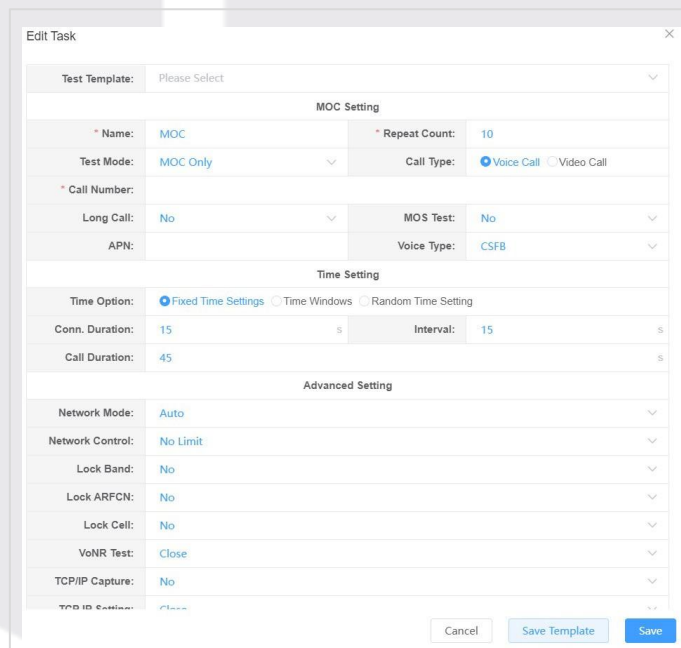 Edit Task
Test Template: Please Select
MOC Setting
* Name: MOC * Repeat Count: 10
Test Mode: MOC Only Call Type: Voice Call Video Call
* Call Number:
Long Call: No MOS Test: No
APN: Voice Type: CSFB
Time Setting
Time Option: Fixed Time Settings Time Windows Random Time Setting
Conn. Duration: 15 s Interval: 15 s
Call Duration: 45 s
Advanced Setting
Network Mode: Auto
Network Control: No Limit
Lock Band: No
Lock ARFCN: No
Lock Cell: No
VoNR Test: Close
TCP/IP Capture: No
TCP IP Setting: Close
Cancel Save Template Save